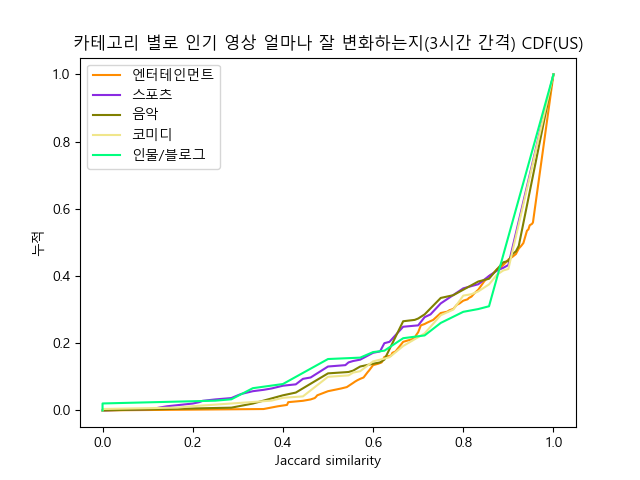 카테고리 별로 인기 영상 얼마나 잘 변화하는지(3시간 간격) CDF(US)
엔터테인먼트
스포츠
음악
코미디
인물/블로그
누적
1.0
0.8
0.6
0.4
0.2
0.0
0.0 0.2 0.4 0.6 0.8 1.0
Jaccard similarity